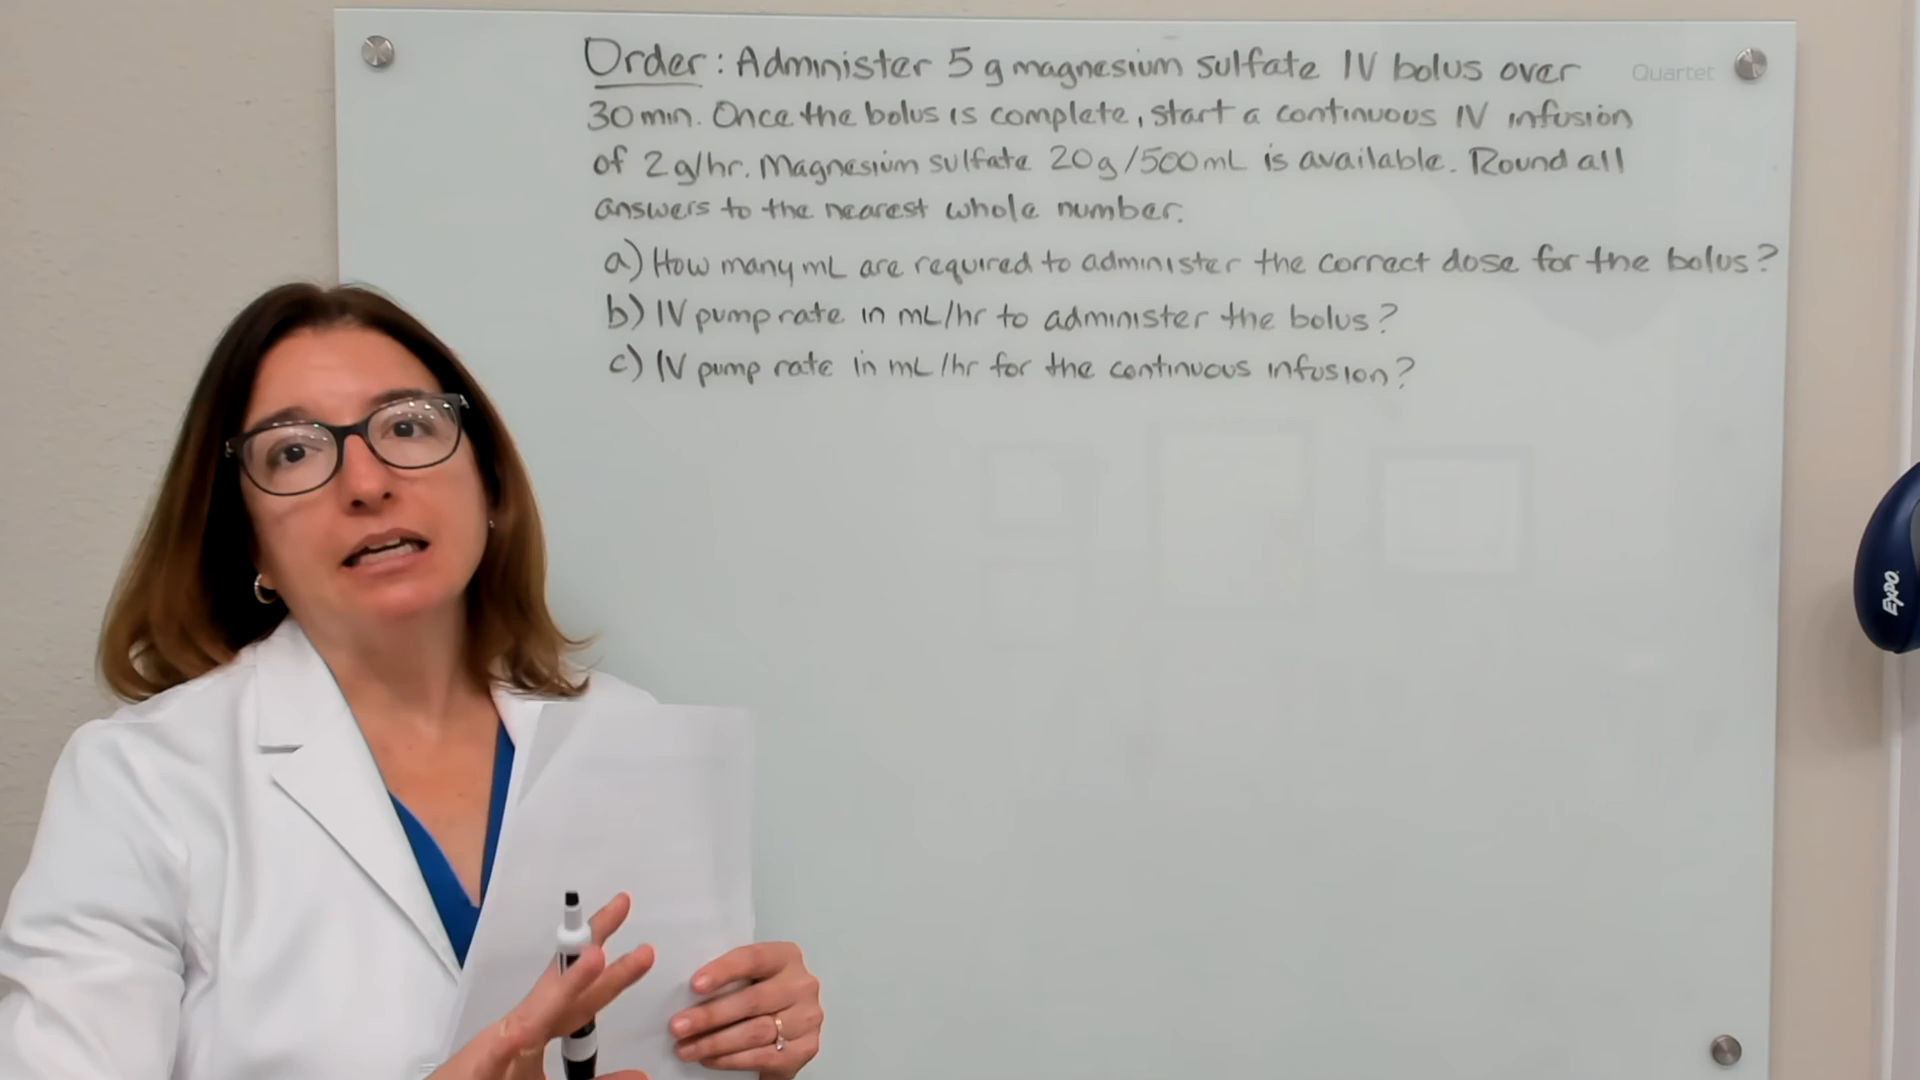 Order: Administer 5 g magnesium sulfate IV bolus over
30 min. Once the bolus is complete, start a continuous IV infusion
of 2 g/hr. Magnesium sulfate 20g/500mL is available. Round all
answers to the nearest whole number.
a) How many mL are required to administer the correct dose for the bolus?
b) IV pump rate in mL/hr to administer the bolus?
c) IV pump rate in mL/hr for the continuous infusion?
Quartet
EXPO